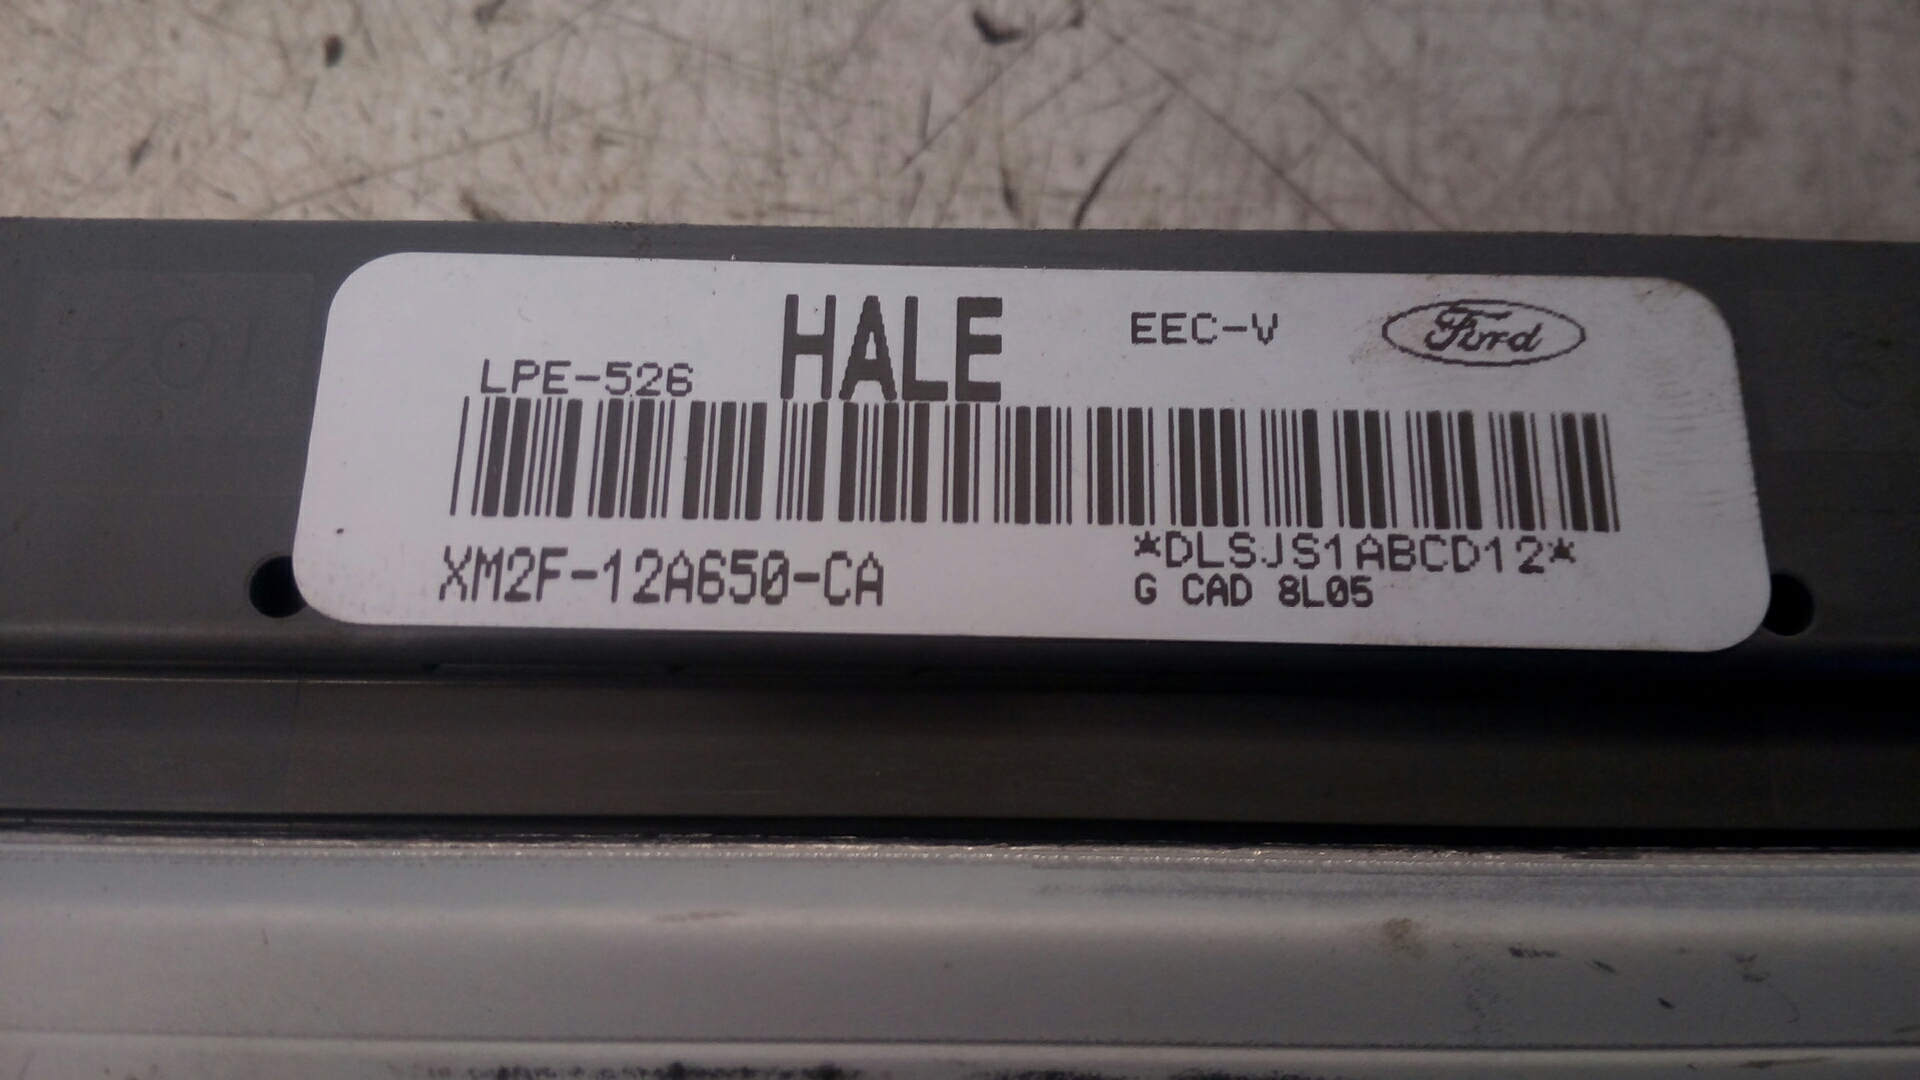 HALE
EEC-V
Ford
LPE-526
XM2F-12A650-CA
*DLSJS1ABCD12*
G CAD 8L05